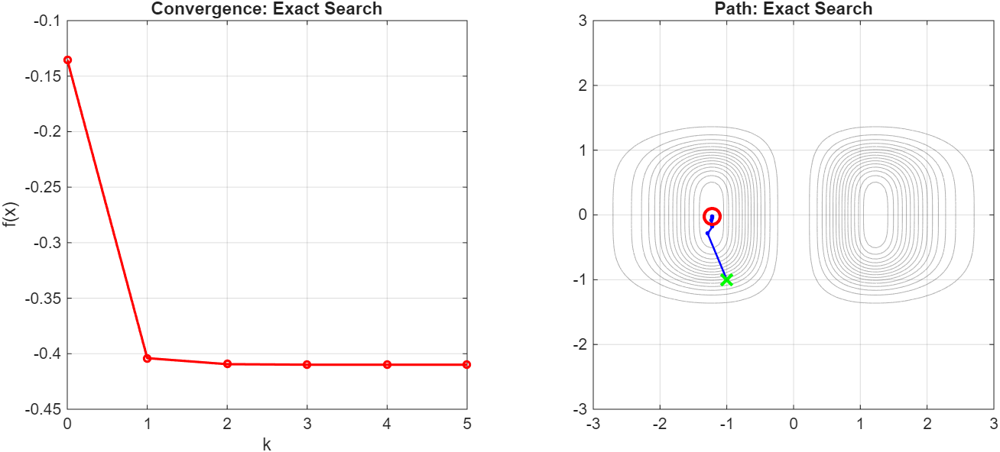 Convergence: Exact Search
-0.1
-0.15
-0.2
-0.25
-0.3
-0.35
-0.4
-0.45
f(x)
0 1 2 3 4 5
k
Path: Exact Search
3
2
1
0
-1
-2
-3
-3 -2 -1 0 1 2 3